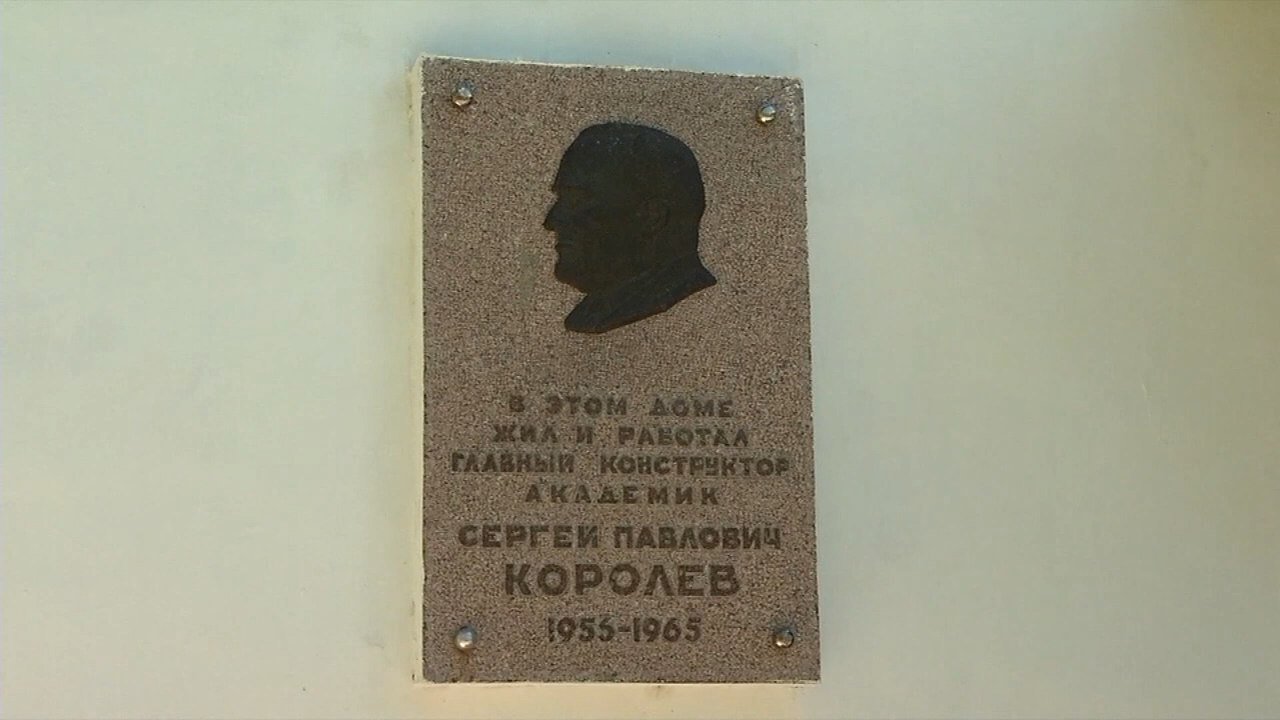 В ЭТОМ ДОМЕ
ЖИЛ И РАБОТАЛ
ГЛАВНЫЙ КОНСТРУКТОР
АКАДЕМИК
СЕРГЕЙ ПАВЛОВИЧ
КОРОЛЕВ
1955-1965